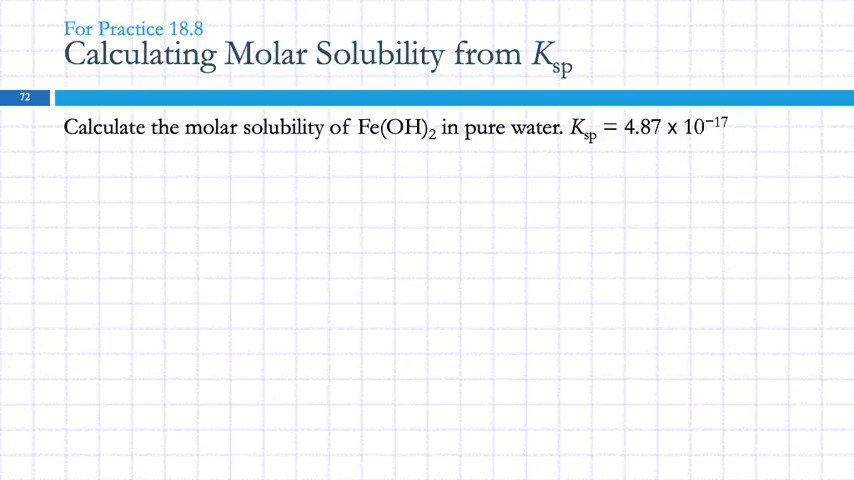 For Practice 18.8
Calculating Molar Solubility from Ksp
72
Calculate the molar solubility of Fe(OH)₂ in pure water. Ksp = 4.87 x 10⁻¹⁷